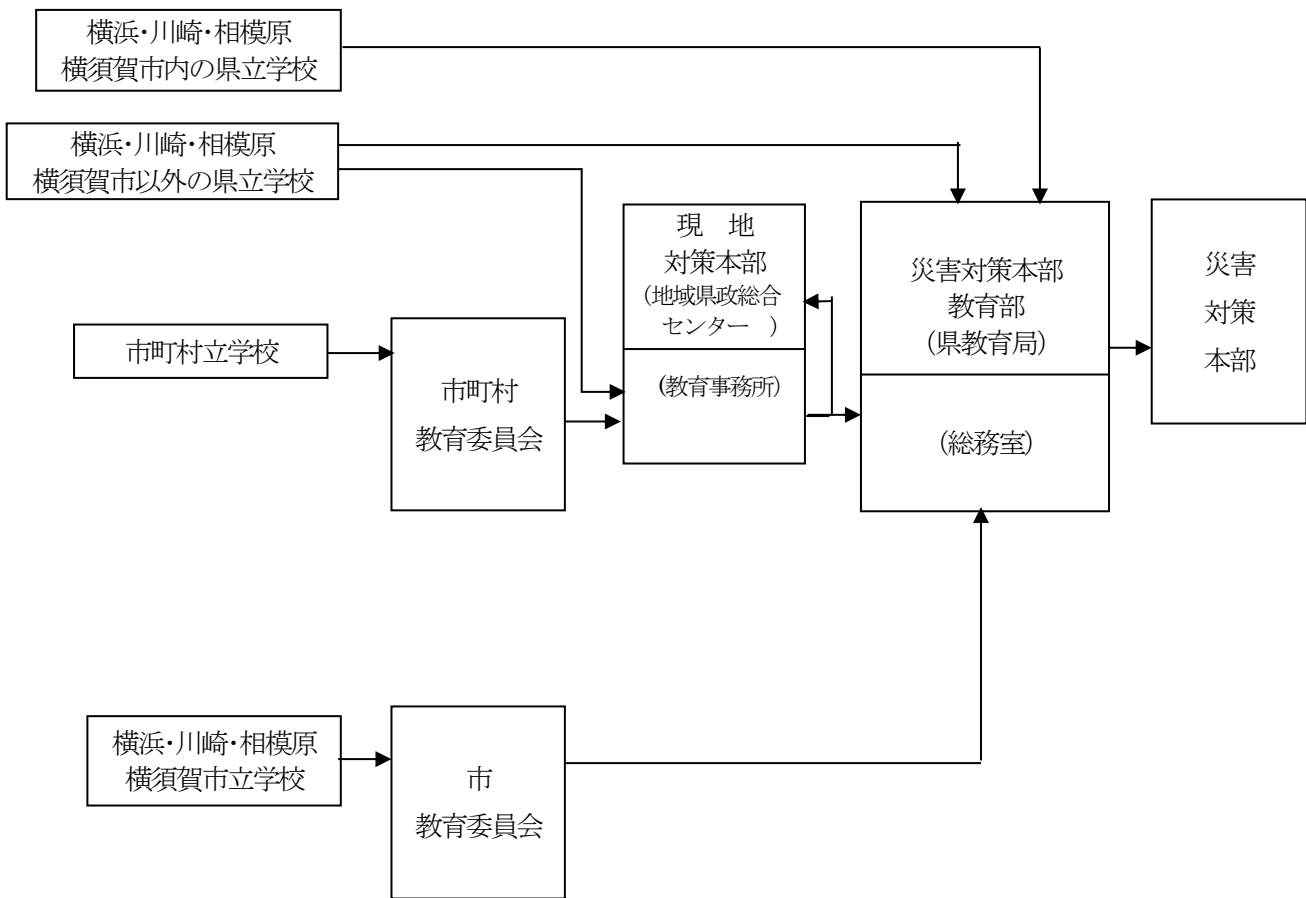 横浜・川崎・相模原
横須賀市内の県立学校
横浜・川崎・相模原
横須賀市以外の県立学校
現　地
対策本部
(地域県政総合
センター　)
(教育事務所)
災害対策本部
教育部
(県教育局)
(総務室)
災害
対策
本部
市町村立学校
市町村
教育委員会
横浜・川崎・相模原
横須賀市立学校
市
教育委員会